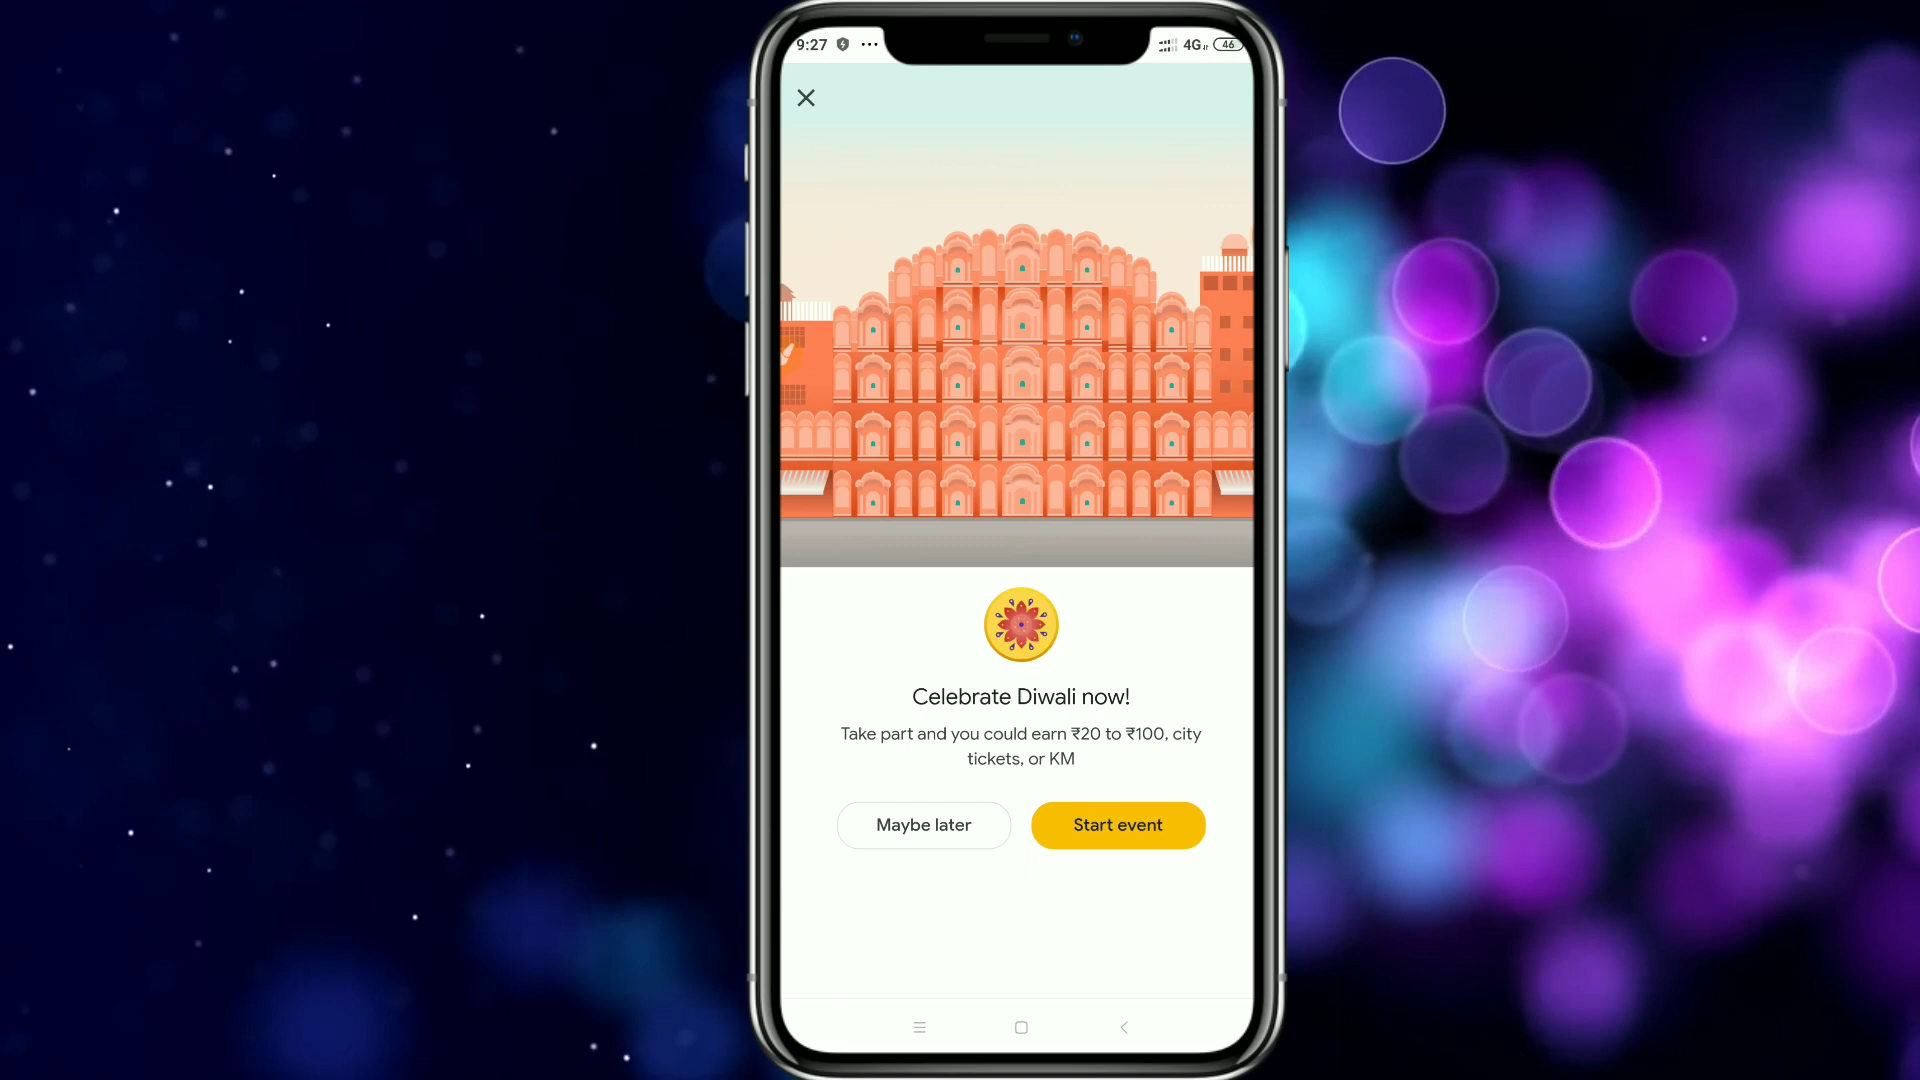 9:27
4G
46
Celebrate Diwali now!
Take part and you could earn ₹20 to ₹100, city
tickets, or KM
Maybe later
Start event